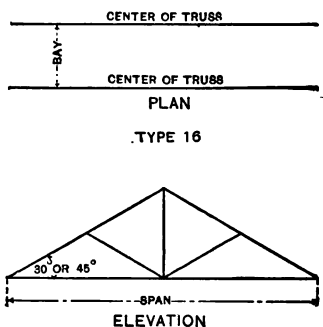 CENTER OF TRUSS
BAY
CENTER OF TRUSS
PLAN
.TYPE 16
30° OR 45°
SPAN
ELEVATION